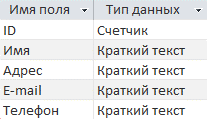 Имя поля Тип данных
ID Счетчик
Имя Краткий текст
Адрес Краткий текст
E-mail Краткий текст
Телефон Краткий текст